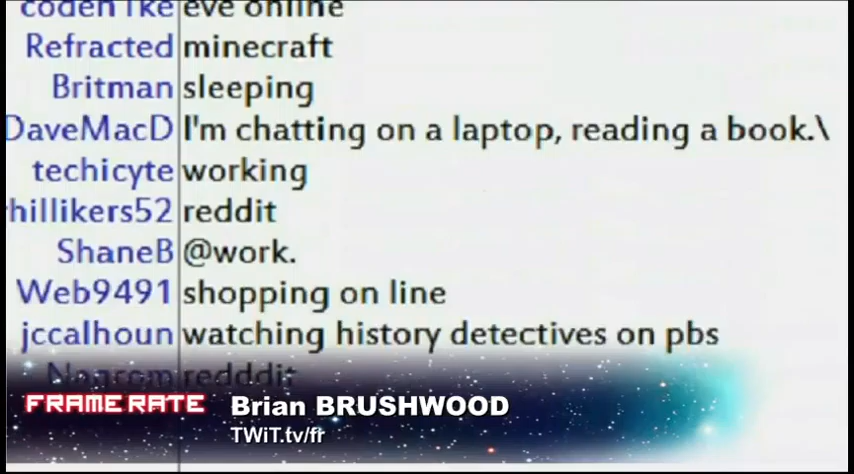 eve online
Refracted minecraft
Britman sleeping
DaveMacD I'm chatting on a laptop, reading a book.\
techicyte working
hillikers52 reddit
ShaneB @work.
Web9491 shopping on line
jccalhoun watching history detectives on pbs
redddit
FRAME RATE
Brian BRUSHWOOD
TWiT.tv/fr